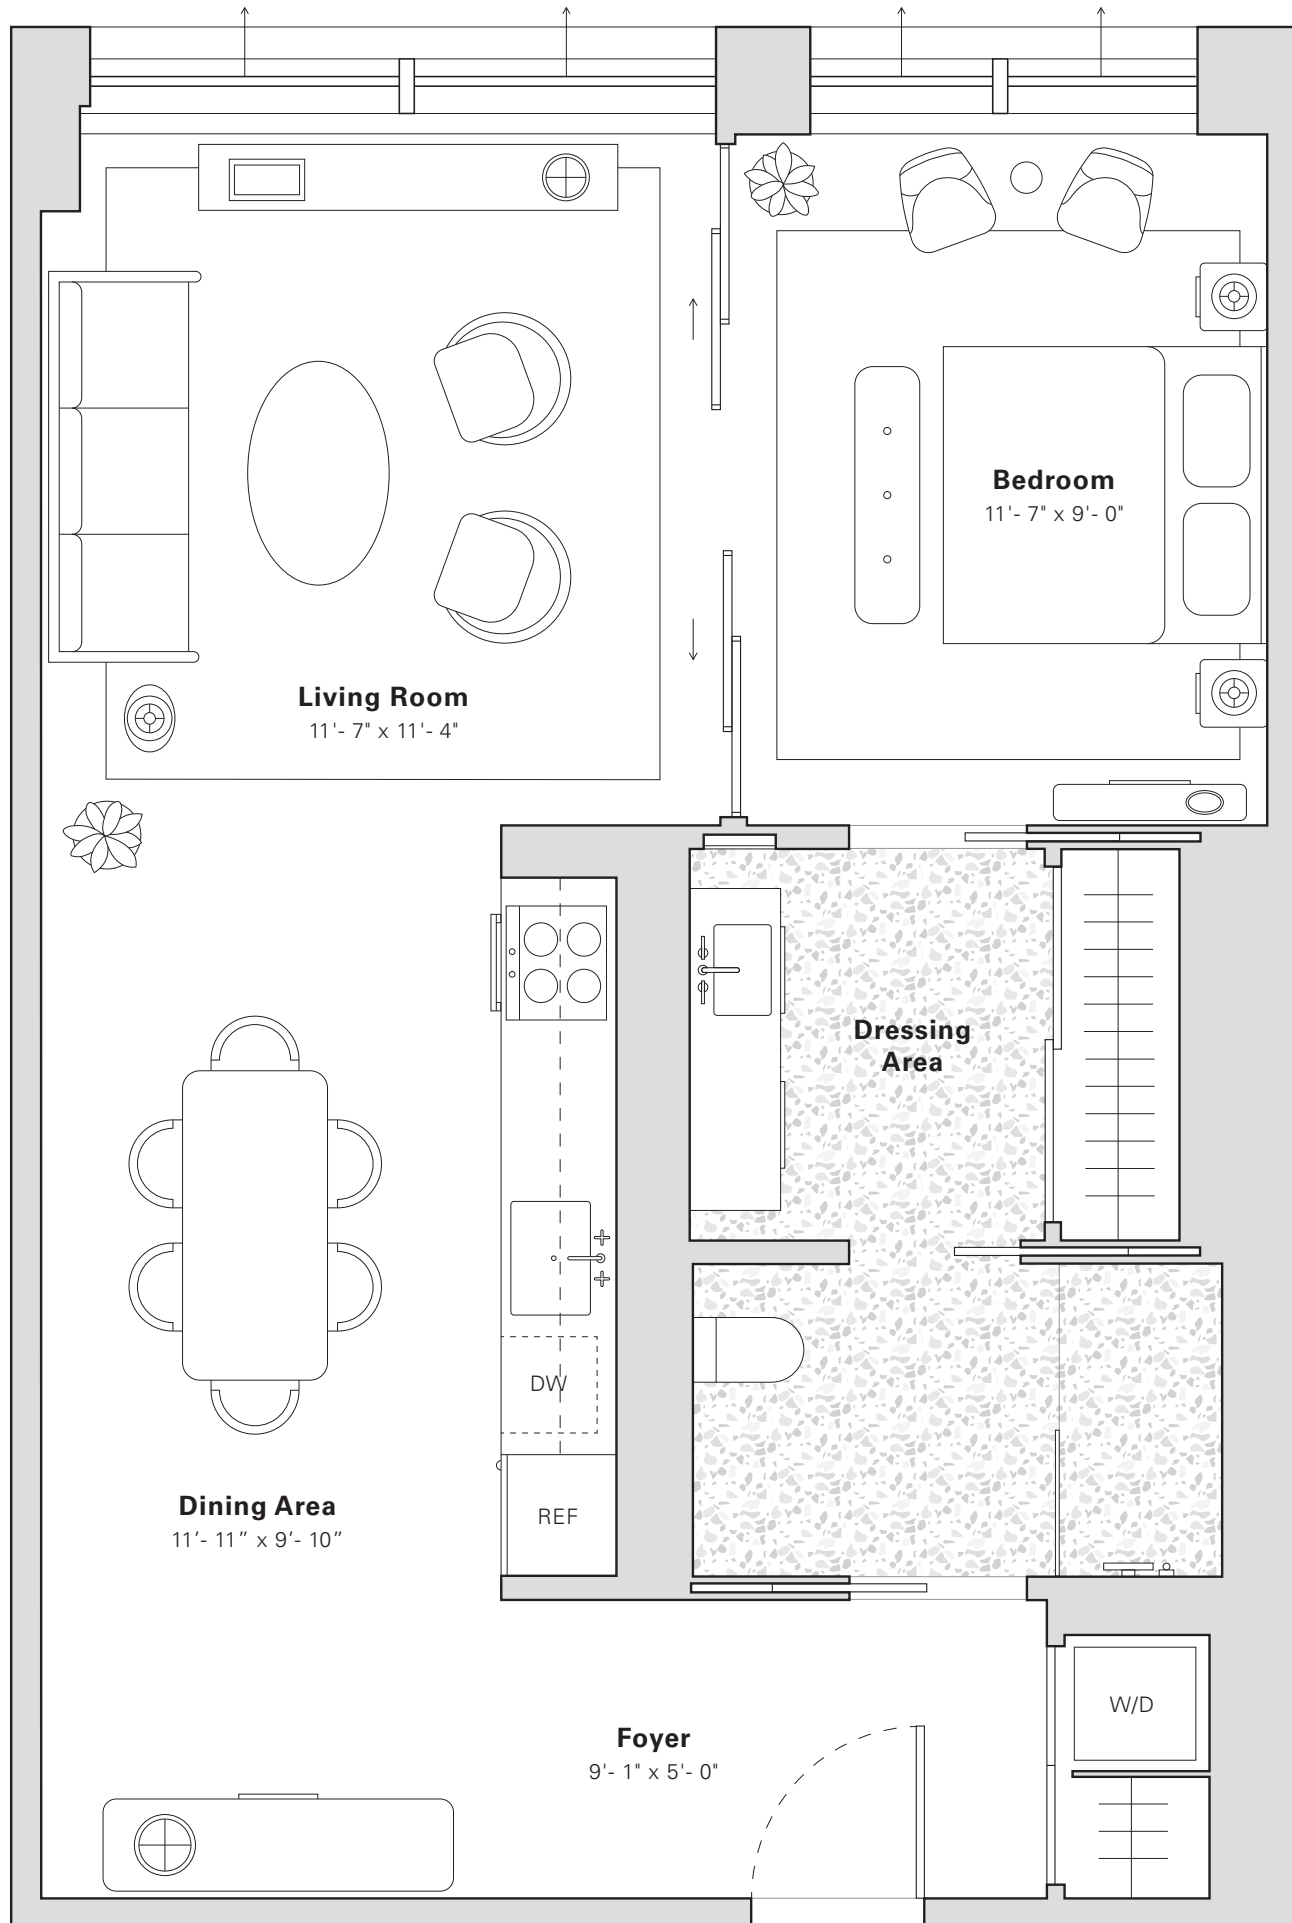 Bedroom
11'- 7" x 9'- 0"
Living Room
11'- 7" x 11'- 4"
Dressing
Area
DW
Dining Area
11’- 11” x 9’- 10”
REF
W/D
Foyer
9'- 1" x 5'- 0"